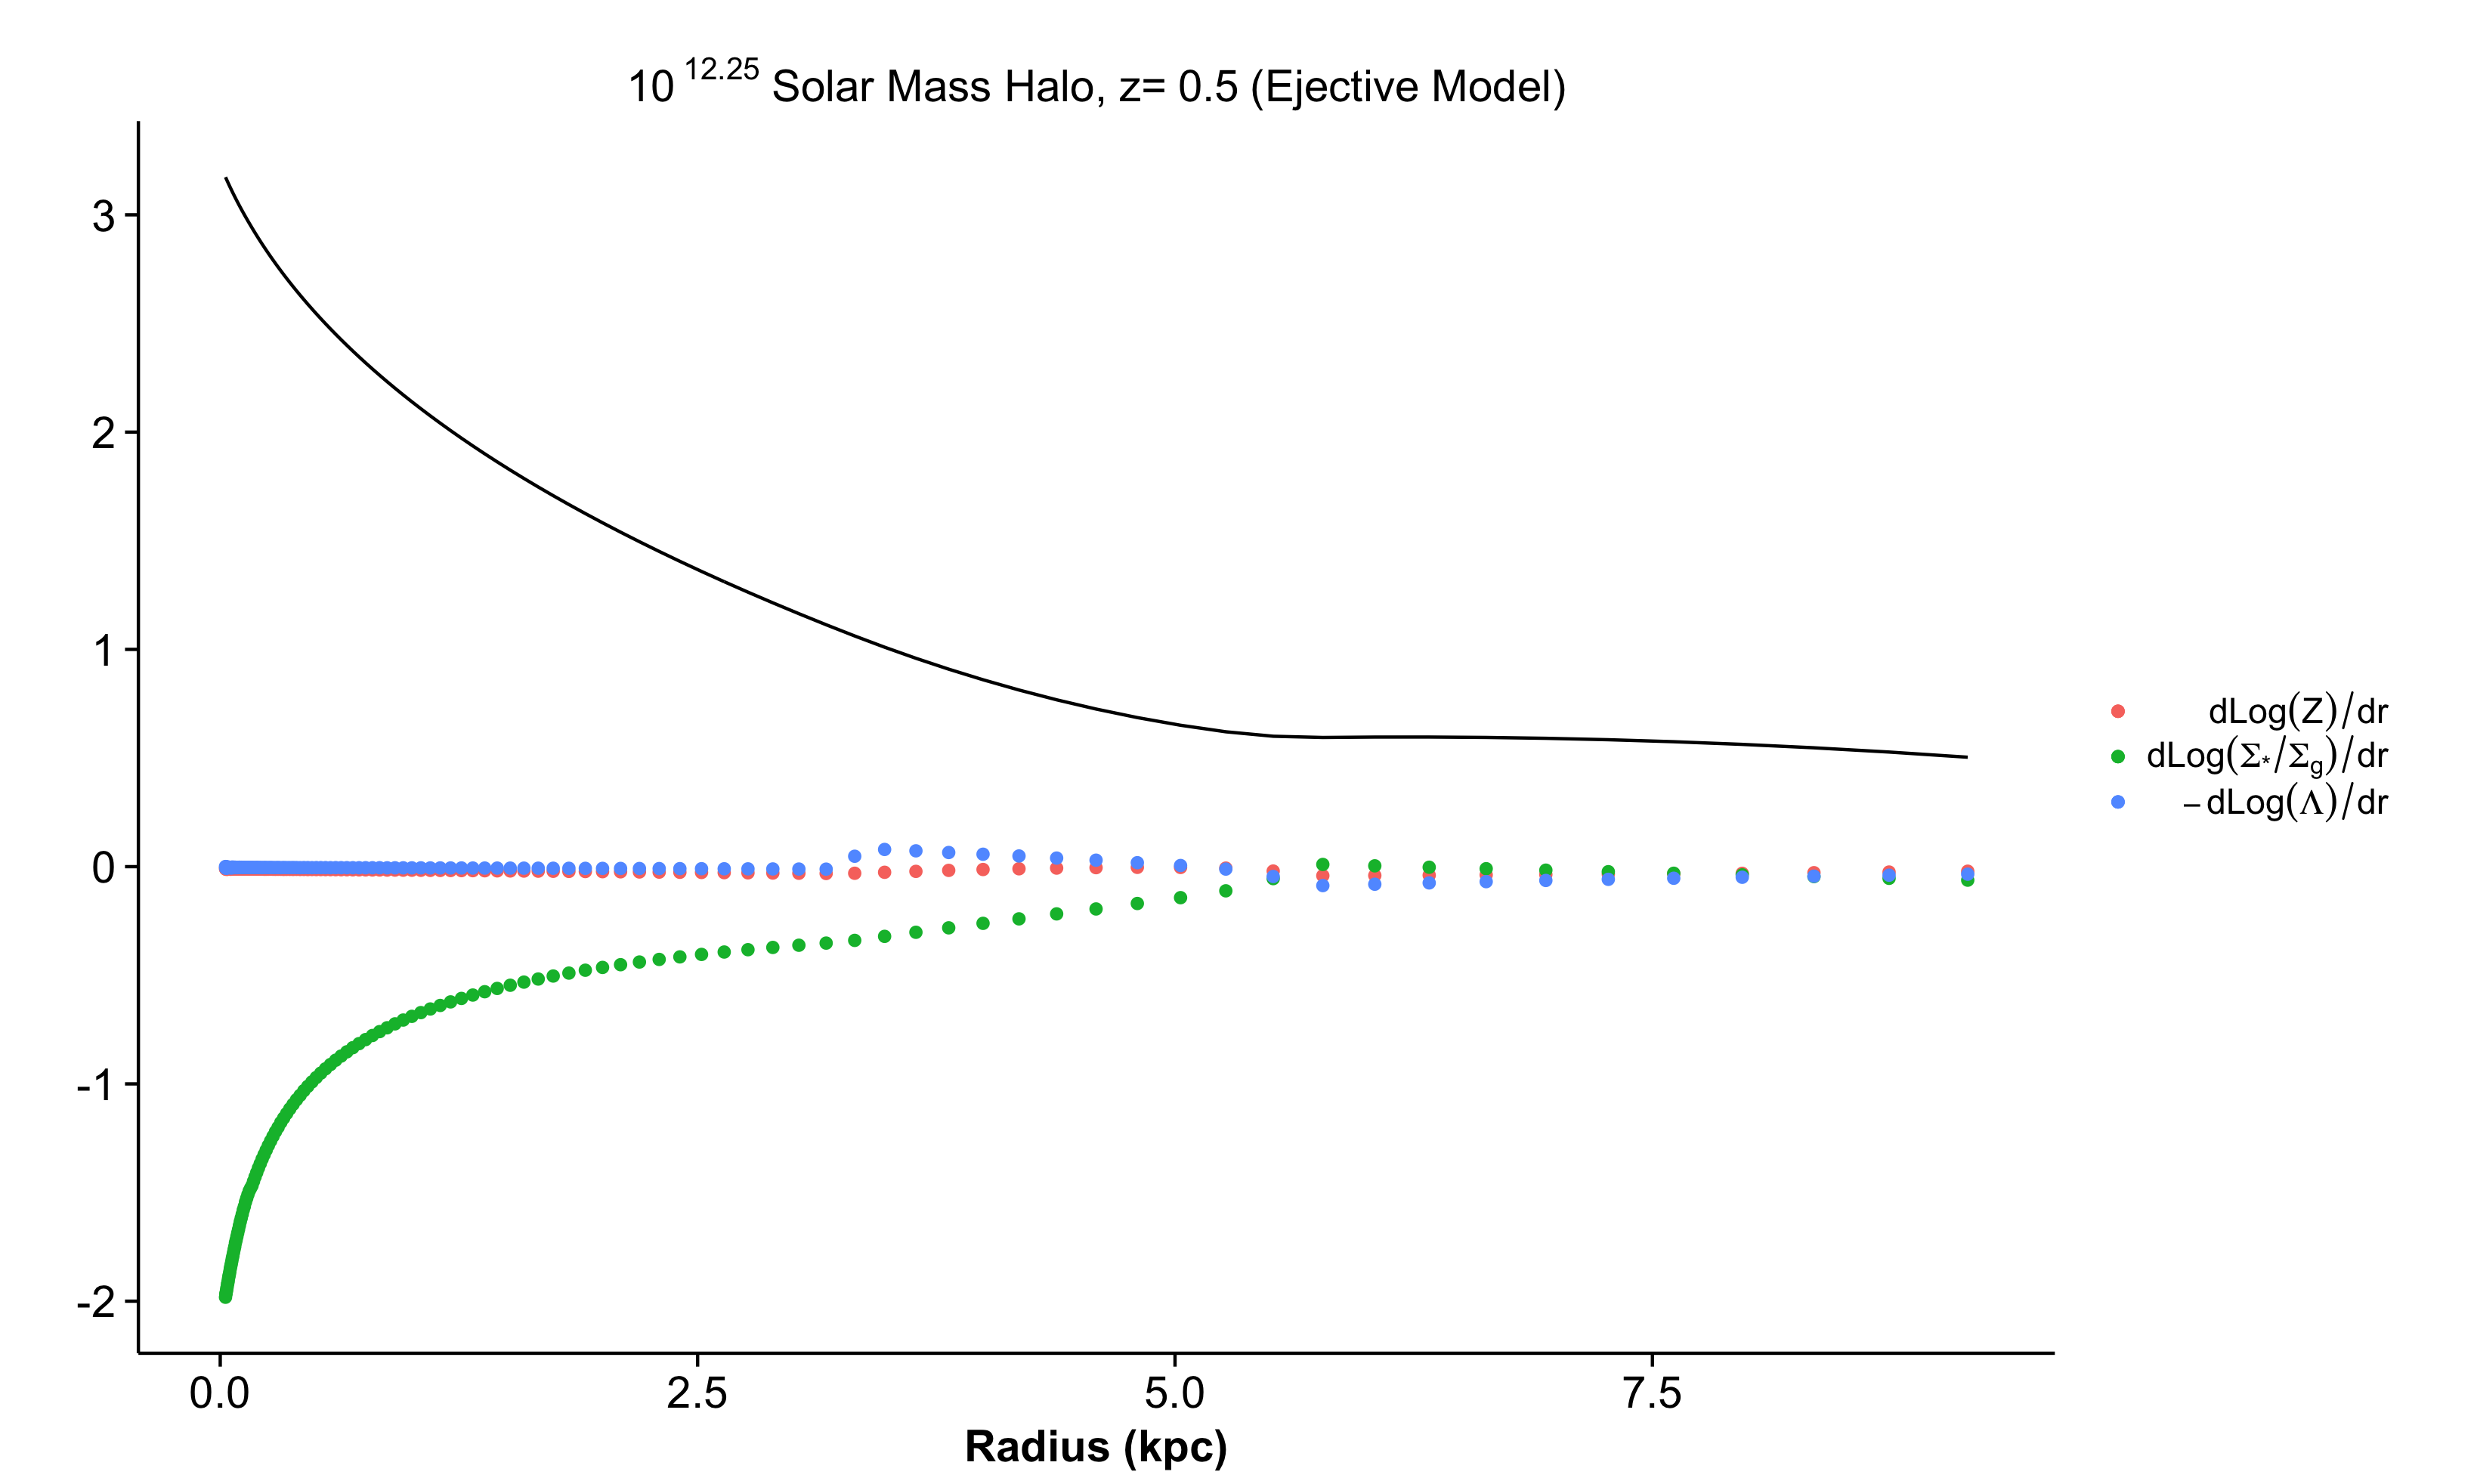 10 12.25 Solar Mass Halo, z= 0.5 (Ejective Model)
3
2
1
0
-1
-2
0.0 2.5 5.0 7.5
Radius (kpc)
dLog(Z)/dr
dLog(Σ*/Σg)/dr
−dLog(Λ)/dr